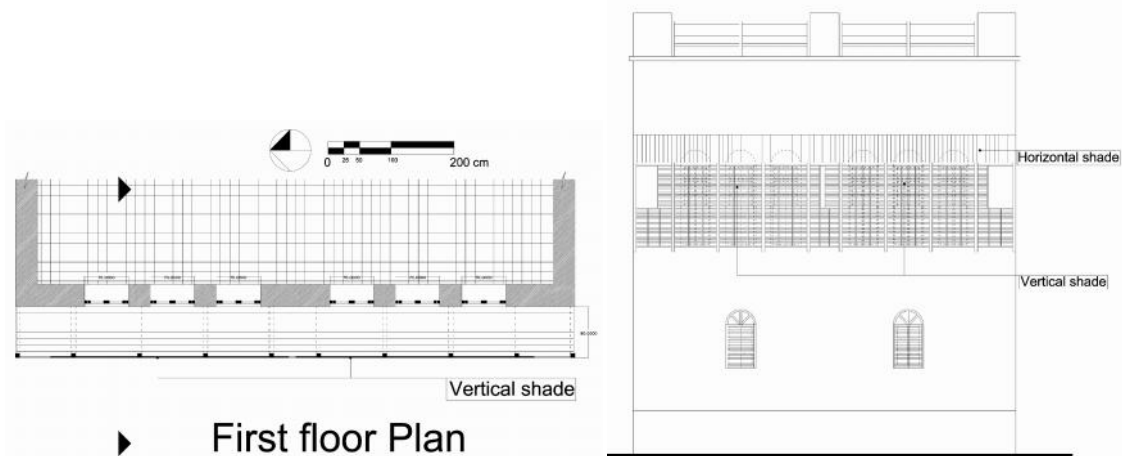 0 25 50 100 200 cm
Vertical shade
First floor Plan
Horizontal shade
Vertical shade